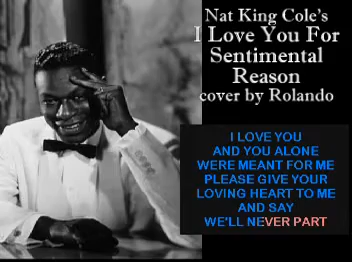 Nat King Cole's
I Love You For
Sentimental
Reason
cover by Rolando
I LOVE YOU
AND YOU ALONE
WERE MEANT FOR ME
PLEASE GIVE YOUR
LOVING HEART TO ME
AND SAY
WE'LL NEVER PART